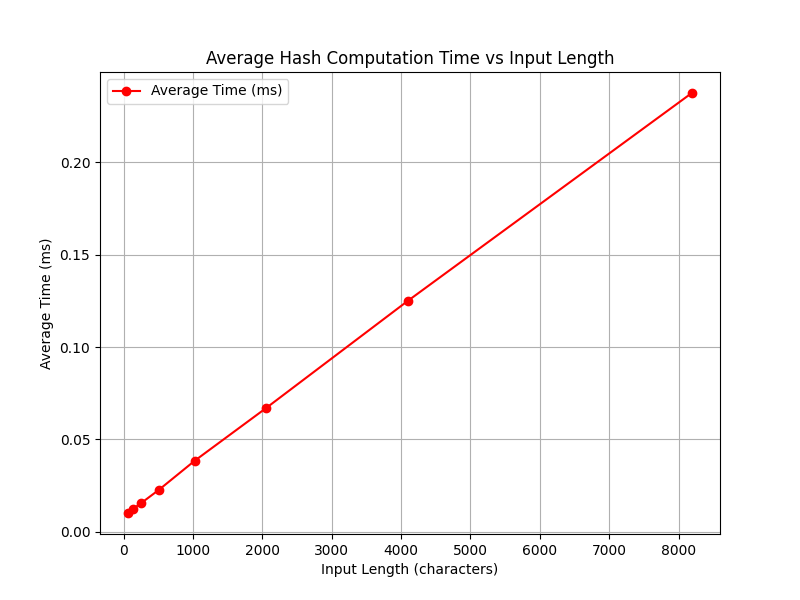 Average Hash Computation Time vs Input Length
Average Time (ms)
0.20
0.15
0.10
0.05
0.00
Average Time (ms)
0 1000 2000 3000 4000 5000 6000 7000 8000
Input Length (characters)